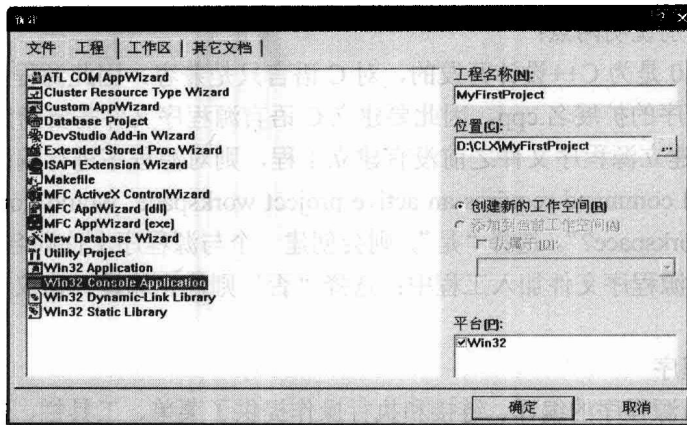 新建
文件 工程 工作区 其它文档
ATL COM AppWizard
Cluster Resource Type Wizard
Custom AppWizard
Database Project
DevStudio Add-in Wizard
Extended Stored Proc Wizard
ISAPI Extension Wizard
Makefile
MFC ActiveX ControlWizard
MFC AppWizard [dll]
MFC AppWizard [exe]
New Database Wizard
Utility Project
Win32 Application
Win32 Console Application
Win32 Dynamic-Link Library
Win32 Static Library
工程名称[N]:
MyFirstProject
位置[C]:
D:\CLX\MyFirstProject
...
创建新的工作空间[R]
添加到当前工作空间[A]
从属于[D]:
平台[P]:
Win32
确定 取消